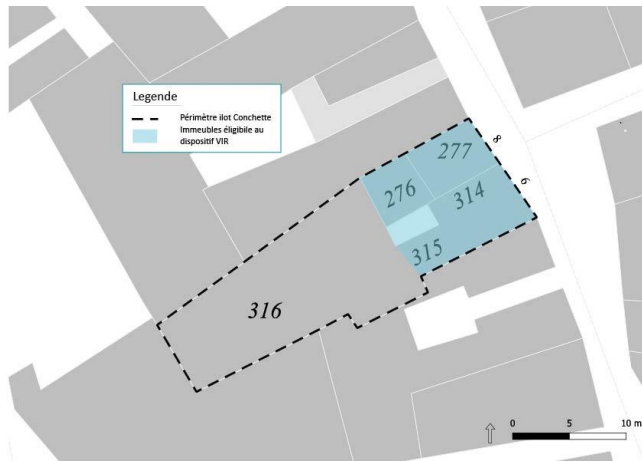 Legende
Périmètre ilot Conchette
Immeubles éligible au
dispositif VIR
277
8
276
6
314
315
316
0 5 10 m